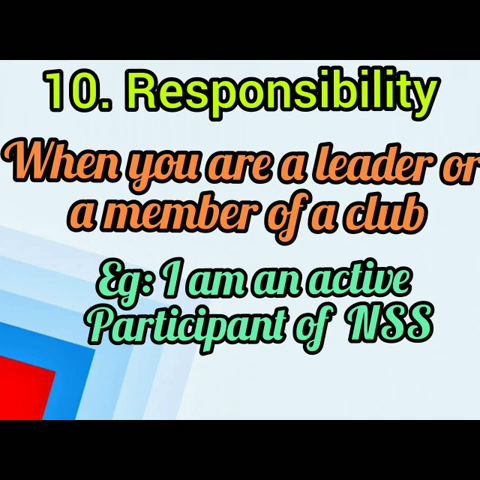 10. Responsibility
When you are a leader or
a member of a club
Eg: I am an active
Participant of NSS